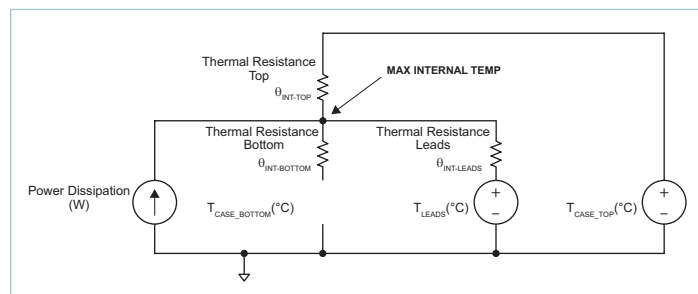 Thermal Resistance
Top
θINT-TOP
MAX INTERNAL TEMP
Thermal Resistance
Bottom
θINT-BOTTOM
Thermal Resistance
Leads
θINT-LEADS
Power Dissipation
(W)
TCASE_BOTTOM(°C)
TLEADS(°C)
TCASE_TOP(°C)
+
–
+
–